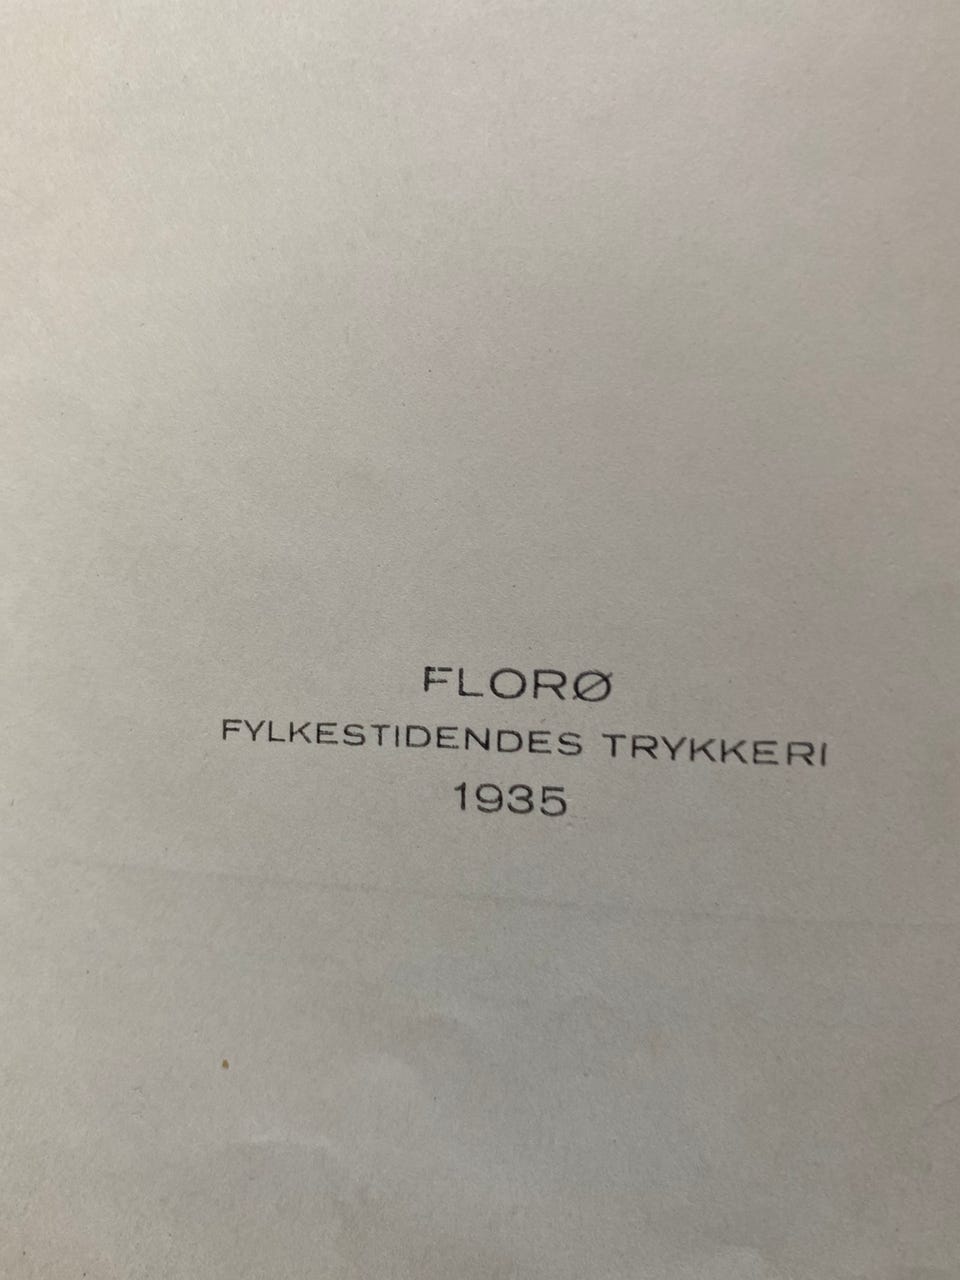 FLORØ
FYLKESTIDENDES TRYKKERI
1935